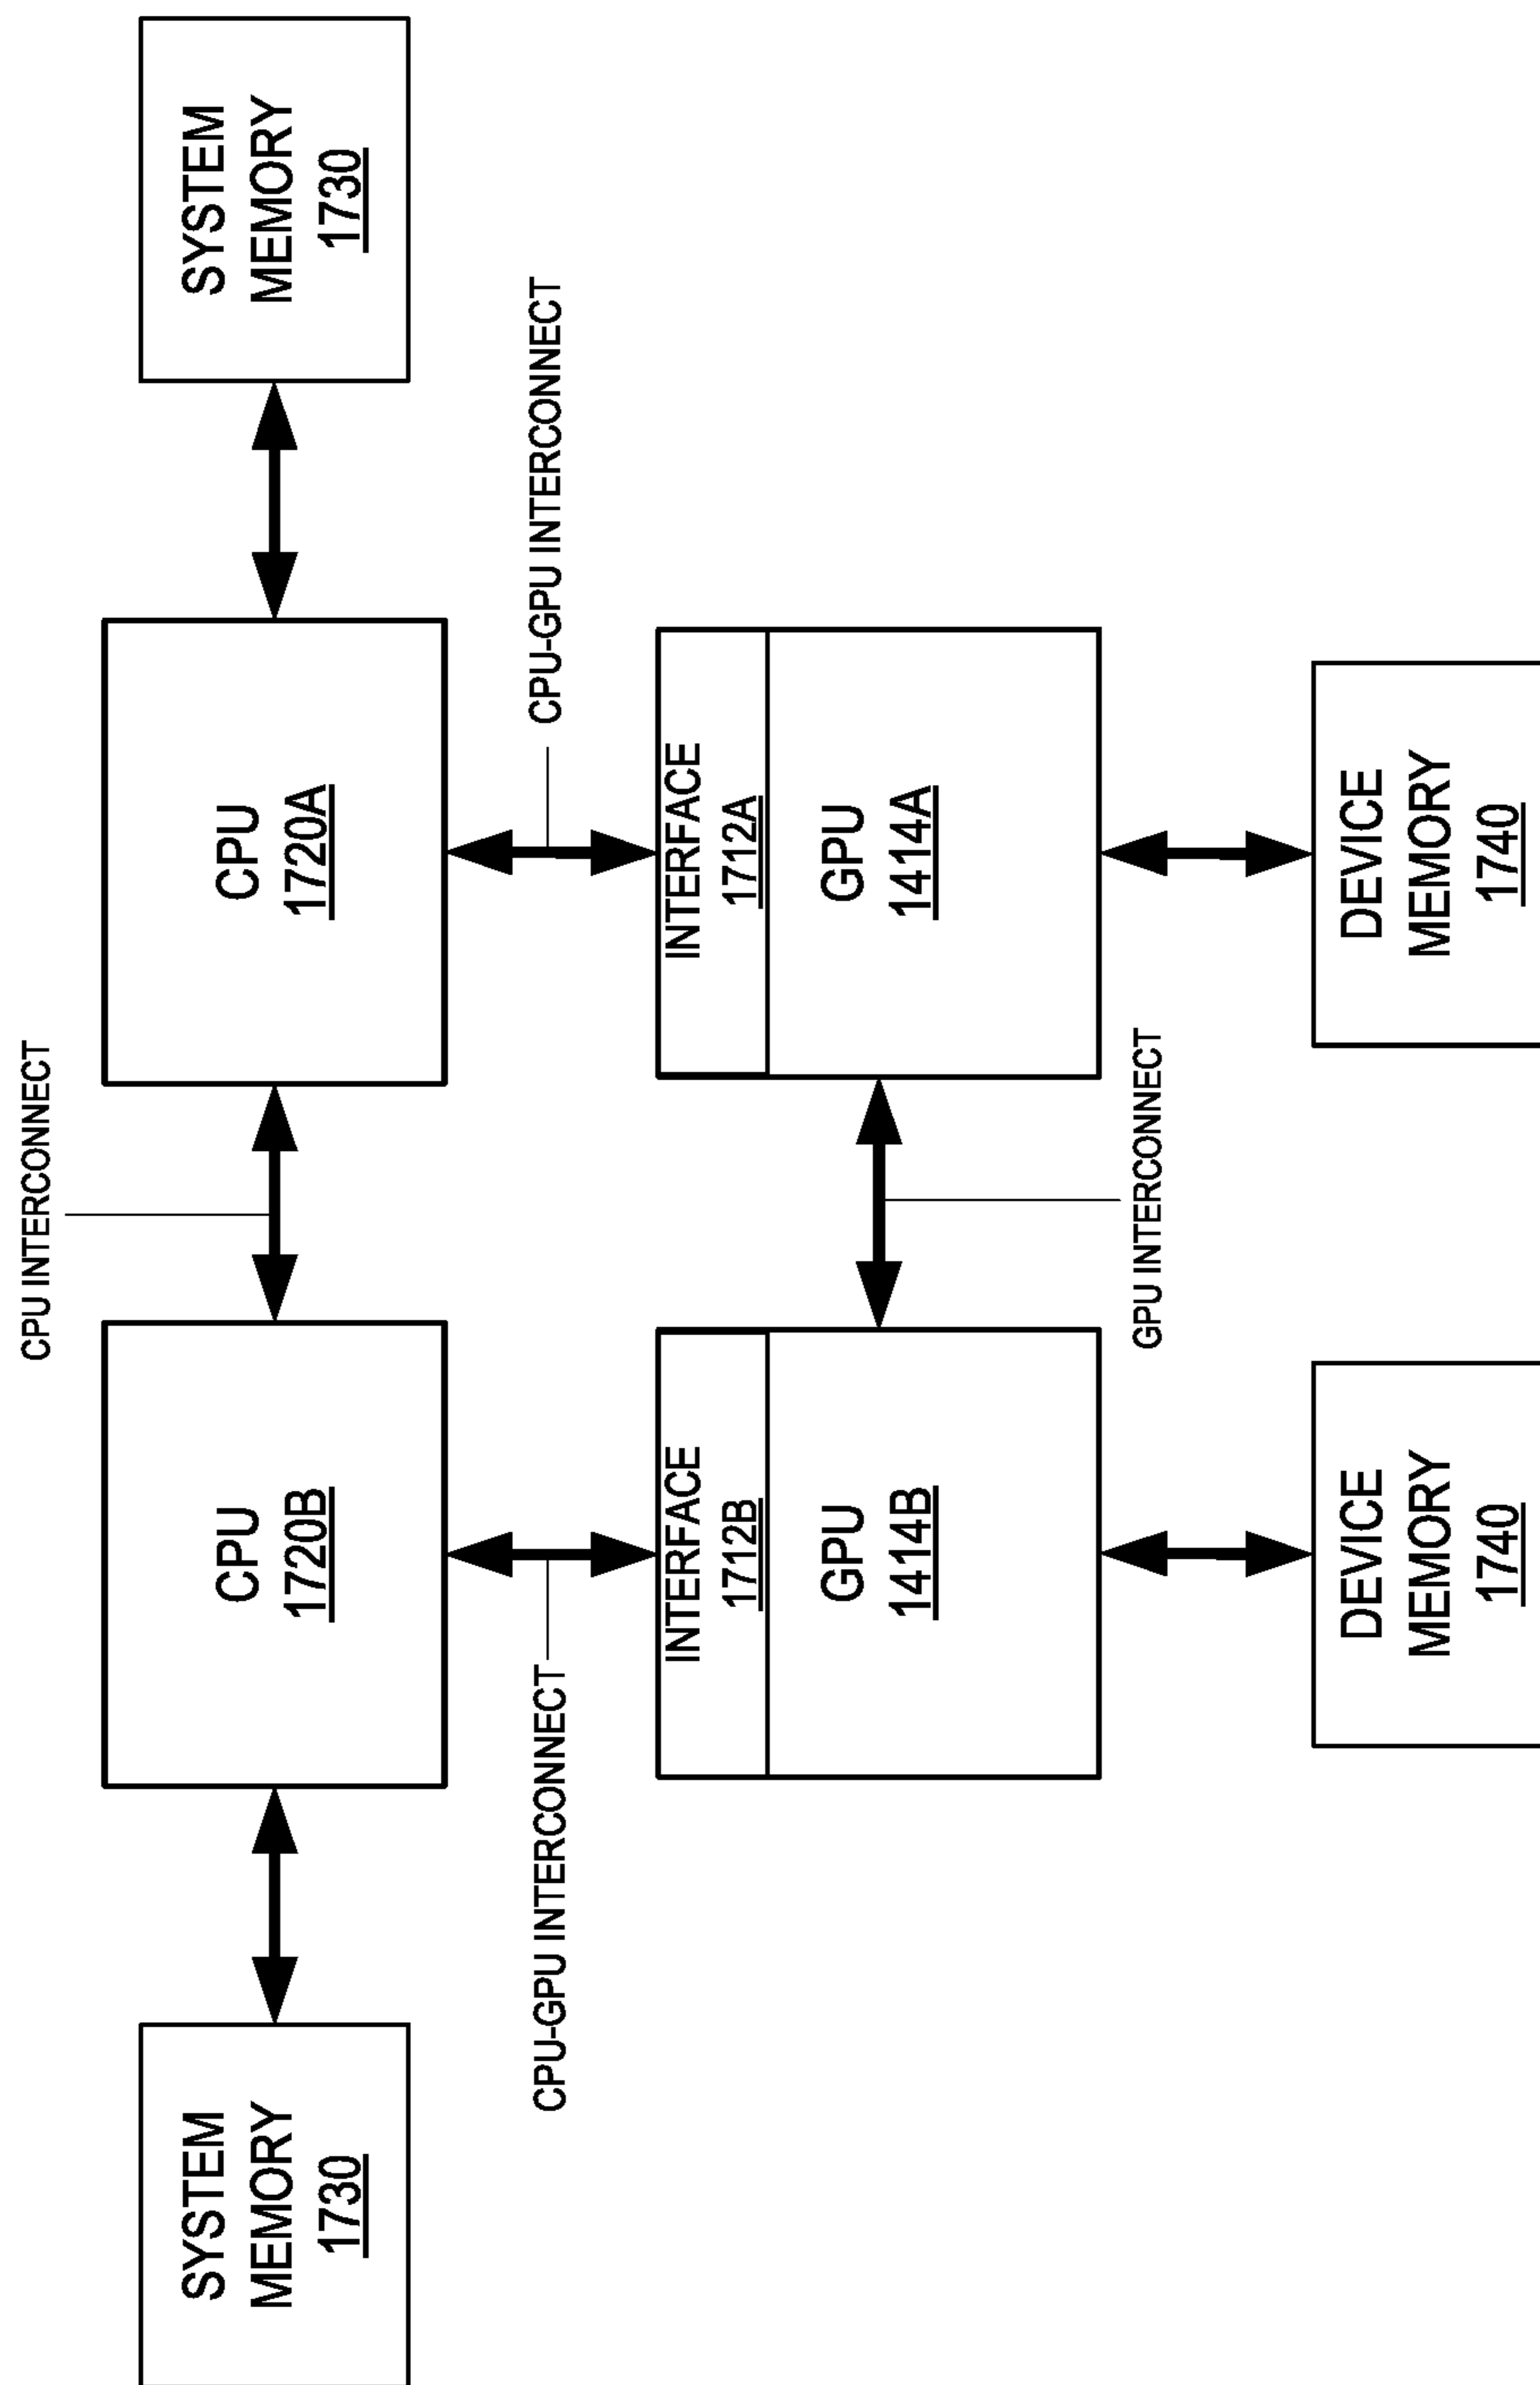 CPU INTERCONNECT
SYSTEM
MEMORY
1730
CPU
1720B
CPU
1720A
SYSTEM
MEMORY
1730
CPU-GPU INTERCONNECT
CPU-GPU INTERCONNECT
INTERFACE
1712B
GPU
1414B
INTERFACE
1712A
GPU
1414A
GPU INTERCONNECT
DEVICE
MEMORY
1740
DEVICE
MEMORY
1740